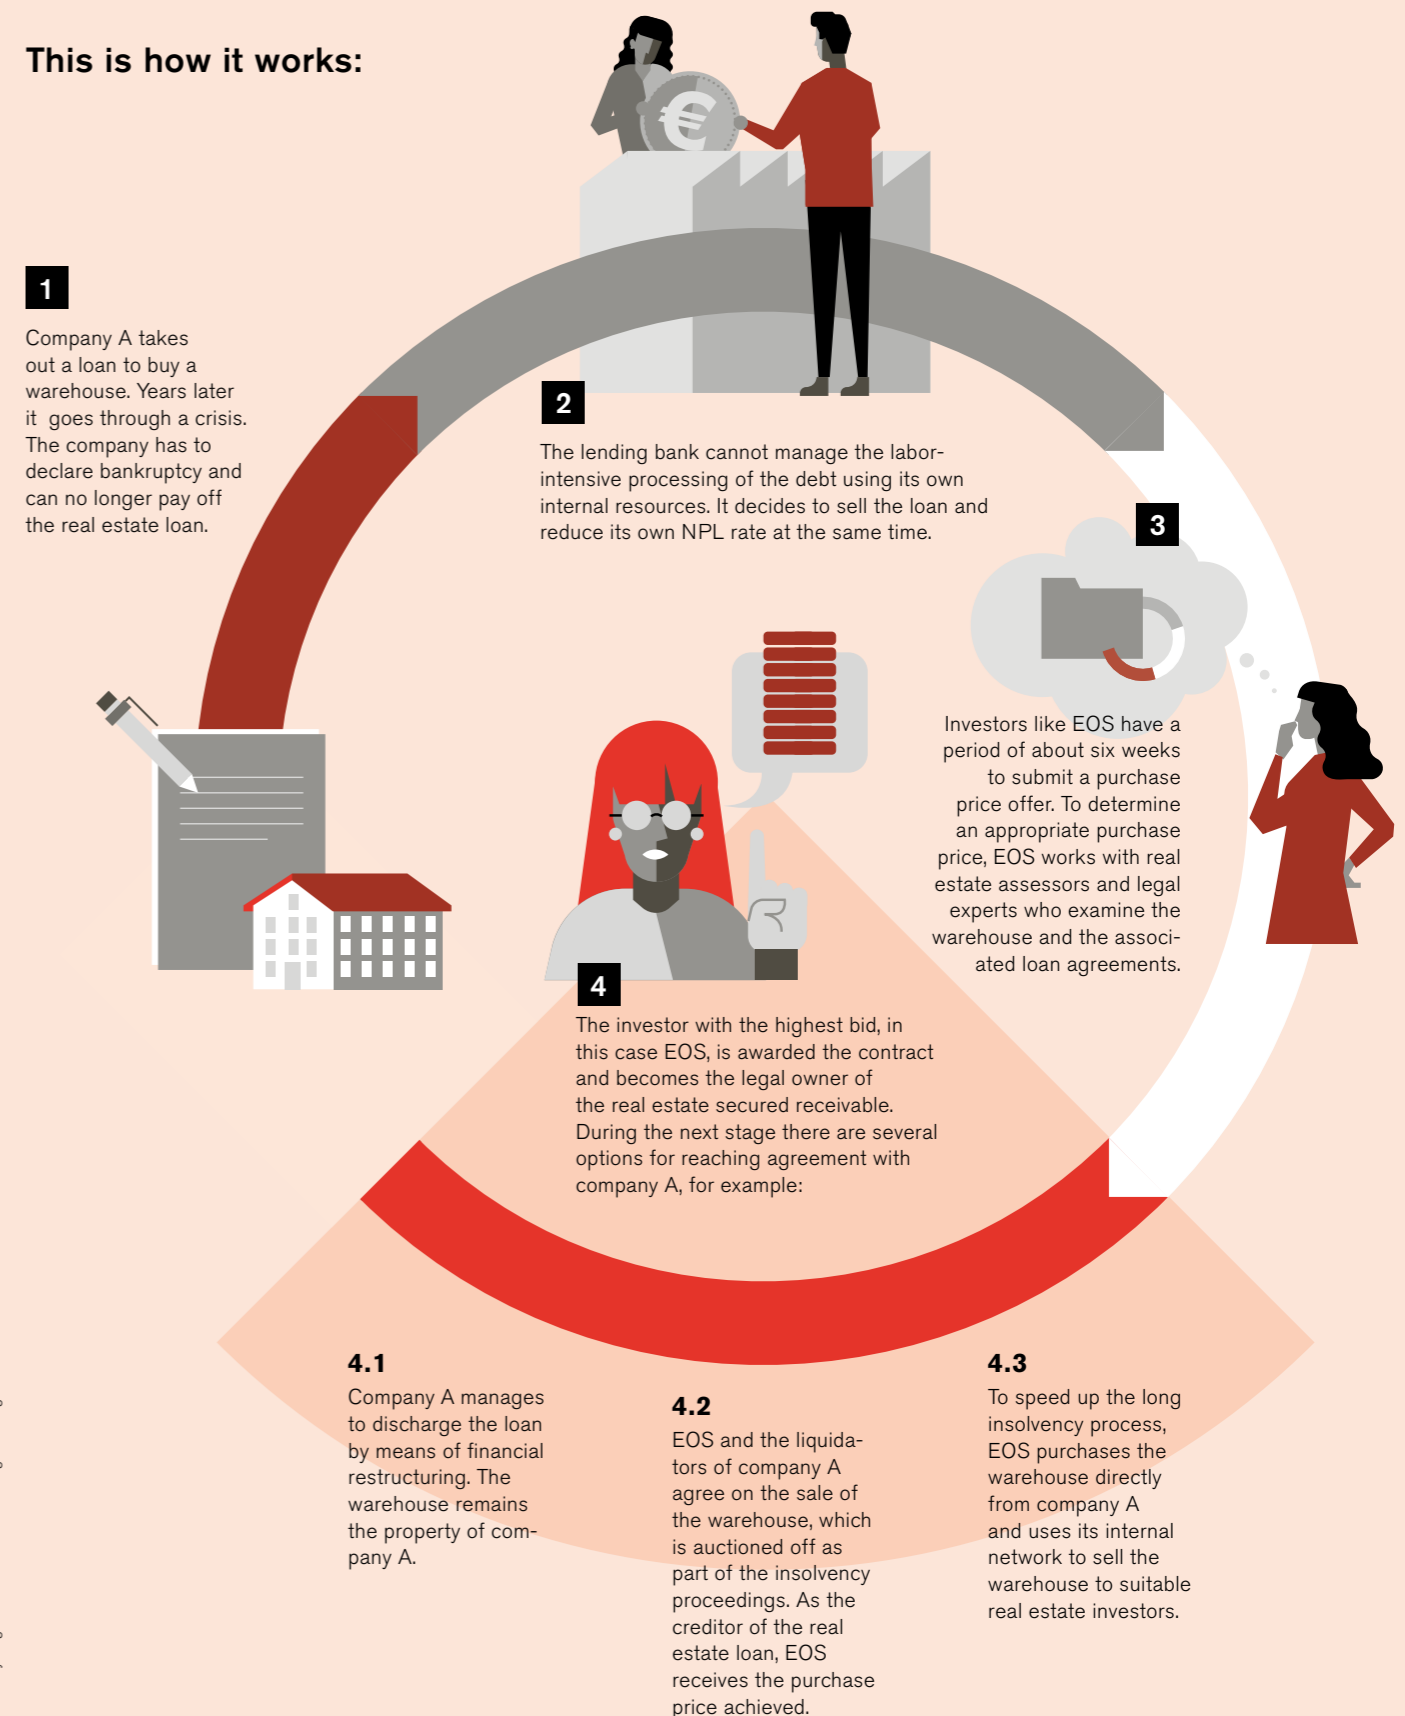 This is how it works:
1
Company A takes
out a loan to buy a
warehouse. Years later
it goes through a crisis.
The company has to
declare bankruptcy and
can no longer pay off
the real estate loan.
€
2
The lending bank cannot manage the labor-
intensive processing of the debt using its own
internal resources. It decides to sell the loan and
reduce its own NPL rate at the same time.
3
Investors like EOS have a
period of about six weeks
to submit a purchase
price offer. To determine
an appropriate purchase
price, EOS works with real
estate assessors and legal
experts who examine the
warehouse and the associ-
ated loan agreements.
4
The investor with the highest bid, in
this case EOS, is awarded the contract
and becomes the legal owner of
the real estate secured receivable.
During the next stage there are several
options for reaching agreement with
company A, for example:
4.1
Company A manages
to discharge the loan
by means of financial
restructuring. The
warehouse remains
the property of com-
pany A.
4.2
EOS and the liquida-
tors of company A
agree on the sale of
the warehouse, which
is auctioned off as
part of the insolvency
proceedings. As the
creditor of the real
estate loan, EOS
receives the purchase
price achieved.
4.3
To speed up the long
insolvency process,
EOS purchases the
warehouse directly
from company A
and uses its internal
network to sell the
warehouse to suitable
real estate investors.